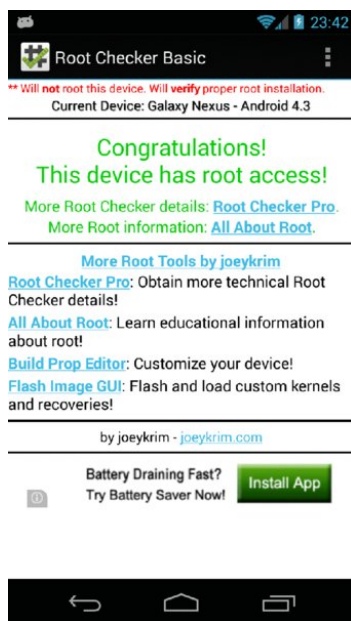 23:42
Root Checker Basic
** Will not root this device. Will verify proper root installation.
Current Device: Galaxy Nexus - Android 4.3
Congratulations!
This device has root access!
More Root Checker details: Root Checker Pro.
More Root information: All About Root.
More Root Tools by joeykrim
Root Checker Pro: Obtain more technical Root
Checker details!
All About Root: Learn educational information
about root!
Build Prop Editor: Customize your device!
Flash Image GUI: Flash and load custom kernels
and recoveries!
by joeykrim - joeykrim.com
Battery Draining Fast?
Try Battery Saver Now!
Install App